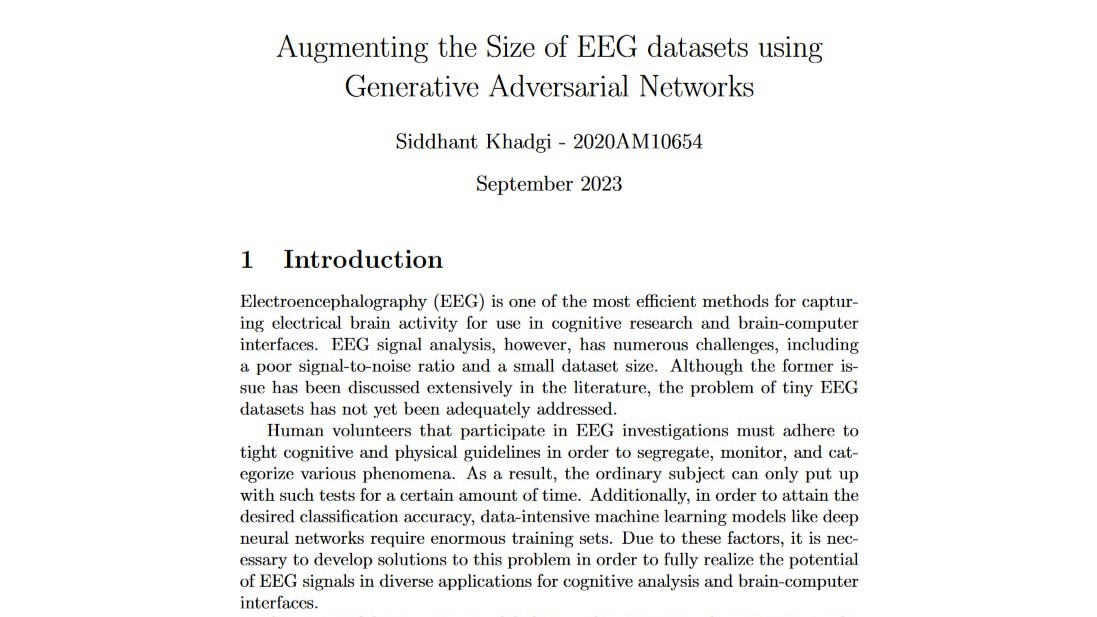 Augmenting the Size of EEG datasets using
Generative Adversarial Networks
Siddhant Khadgi - 2020AM10654
September 2023
1 Introduction
Electroencephalography (EEG) is one of the most efficient methods for captur-
ing electrical brain activity for use in cognitive research and brain-computer
interfaces. EEG signal analysis, however, has numerous challenges, including
a poor signal-to-noise ratio and a small dataset size. Although the former is-
sue has been discussed extensively in the literature, the problem of tiny EEG
datasets has not yet been adequately addressed.
Human volunteers that participate in EEG investigations must adhere to
tight cognitive and physical guidelines in order to segregate, monitor, and cat-
egorize various phenomena. As a result, the ordinary subject can only put up
with such tests for a certain amount of time. Additionally, in order to attain the
desired classification accuracy, data-intensive machine learning models like deep
neural networks require enormous training sets. Due to these factors, it is nec-
essary to develop solutions to this problem in order to fully realize the potential
of EEG signals in diverse applications for cognitive analysis and brain-computer
interfaces.